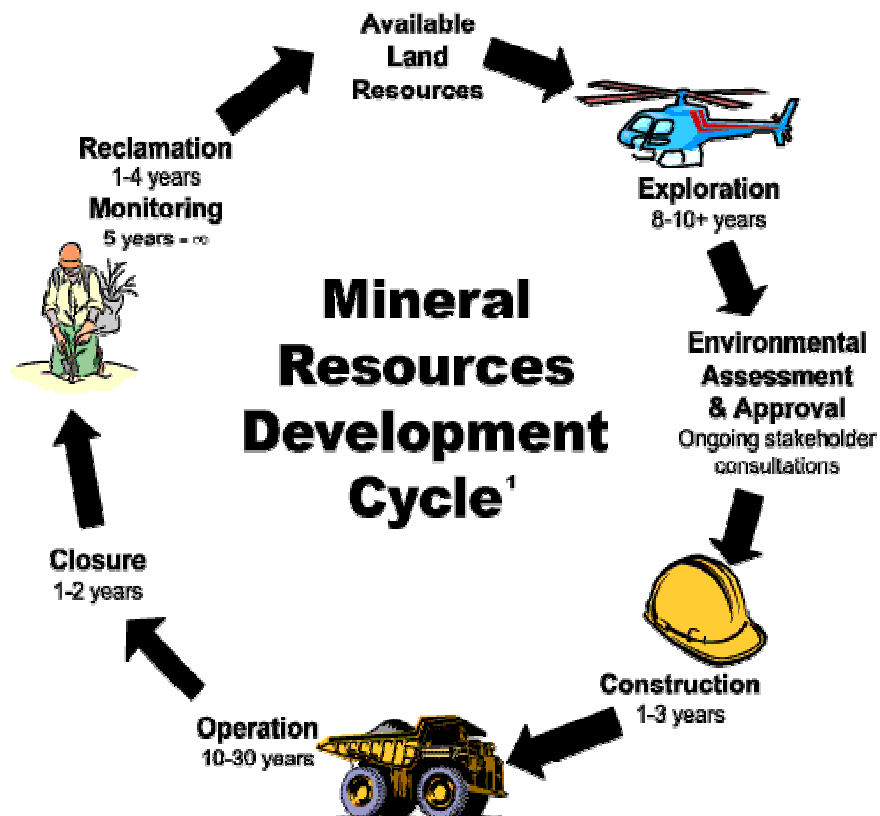 Available
Land
Resources
Exploration
8-10+ years
Environmental
Assessment
& Approval
Ongoing stakeholder
consultations
Construction
1-3 years
Operation
10-30 years
Closure
1-2 years
Reclamation
1-4 years
Monitoring
5 years - ∞
Mineral
Resources
Development
Cycle¹